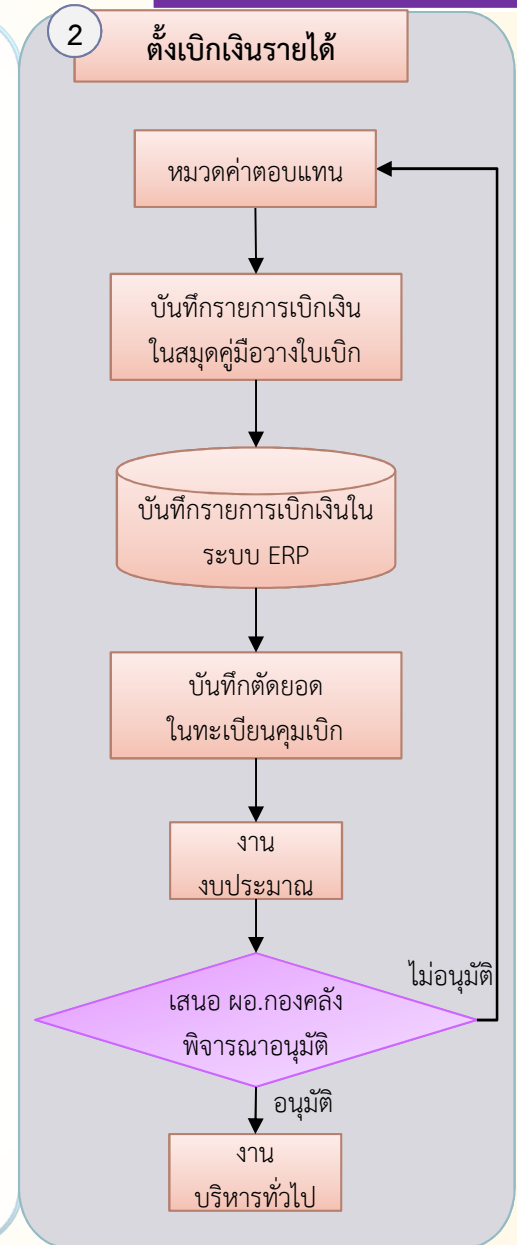 2
ตั้งเบิกเงินรายได้
หมวดค่าตอบแทน
บันทึกรายการเบิกเงิน
ในสมุดคู่มือวางใบเบิก
บันทึกรายการเบิกเงินใน
ระบบ ERP
บันทึกตัดยอด
ในทะเบียนคุมเบิก
งาน
งบประมาณ
เสนอ ผอ.กองคลัง
พิจารณาอนุมัติ
ไม่อนุมัติ
อนุมัติ
งาน
บริหารทั่วไป